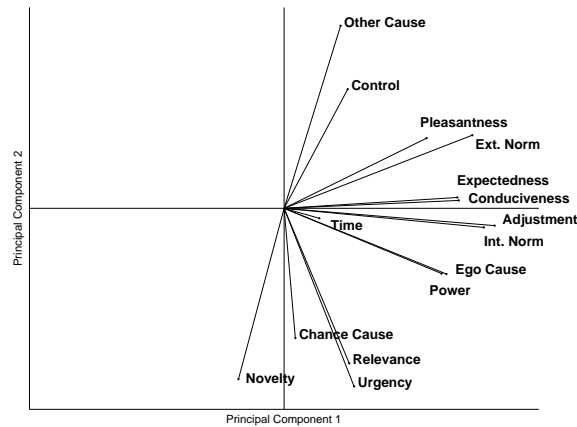 Other Cause
Control
Pleasantness
Ext. Norm
Expectedness
Conduciveness
Adjustment
Time
Int. Norm
Ego Cause
Power
Chance Cause
Relevance
Novelty
Urgency
Principal Component 1
Principal Component 2